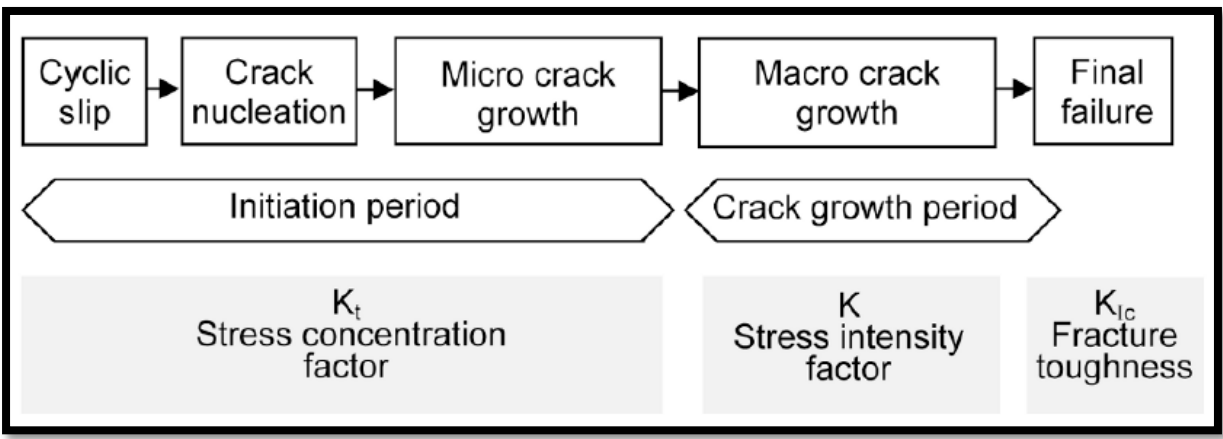 Cyclic
slip
Crack
nucleation
Micro crack
growth
Macro crack
growth
Final
failure
Initiation period
Crack growth period
Kt
Stress concentration
factor
K
Stress intensity
factor
KIc
Fracture
toughness